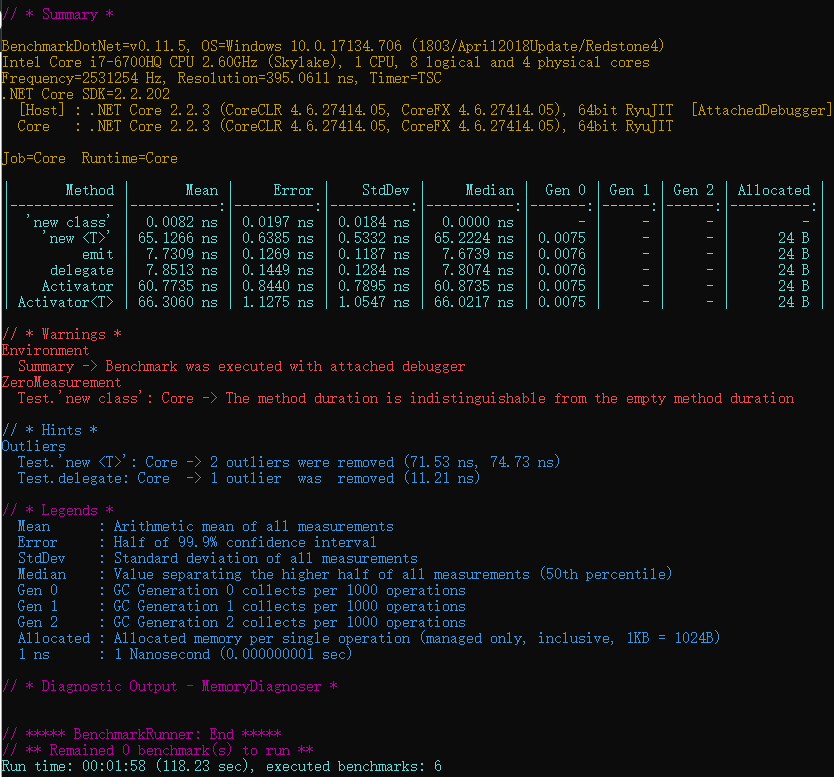 // * Summary *
BenchmarkDotNet=v0.11.5, OS=Windows 10.0.17134.706 (1803/April2018Update/Redstone4)
Intel Core i7-6700HQ CPU 2.60GHz (Skylake), 1 CPU, 8 logical and 4 physical cores
Frequency=2531254 Hz, Resolution=395.0611 ns, Timer=TSC
.NET Core SDK=2.2.202
  [Host] : .NET Core 2.2.3 (CoreCLR 4.6.27414.05, CoreFX 4.6.27414.05), 64bit RyuJIT  [AttachedDebugger]
  Core   : .NET Core 2.2.3 (CoreCLR 4.6.27414.05, CoreFX 4.6.27414.05), 64bit RyuJIT
Job=Core  Runtime=Core
|       Method |       Mean |     Error |    StdDev |     Median |  Gen 0 | Gen 1 | Gen 2 | Allocated |
|------------- |-----------:|----------:|----------:|-----------:|-------:|------:|------:|----------:|
|  'new class' |  0.0082 ns | 0.0197 ns | 0.0184 ns |  0.0000 ns |      - |     - |     - |         - |
|    'new <T>' | 65.1266 ns | 0.6385 ns | 0.5332 ns | 65.2224 ns | 0.0075 |     - |     - |      24 B |
|         emit |  7.7309 ns | 0.1269 ns | 0.1187 ns |  7.6739 ns | 0.0076 |     - |     - |      24 B |
|     delegate |  7.8513 ns | 0.1449 ns | 0.1284 ns |  7.8074 ns | 0.0076 |     - |     - |      24 B |
|    Activator | 60.7735 ns | 0.8440 ns | 0.7895 ns | 60.8735 ns | 0.0075 |     - |     - |      24 B |
| Activator<T> | 66.3060 ns | 1.1275 ns | 1.0547 ns | 66.0217 ns | 0.0075 |     - |     - |      24 B |
// * Warnings *
Environment
  Summary -> Benchmark was executed with attached debugger
ZeroMeasurement
  Test.'new class': Core -> The method duration is indistinguishable from the empty method duration
// * Hints *
Outliers
  Test.'new <T>': Core -> 2 outliers were removed (71.53 ns, 74.73 ns)
  Test.delegate: Core  -> 1 outlier  was  removed (11.21 ns)
// * Legends *
  Mean      : Arithmetic mean of all measurements
  Error     : Half of 99.9% confidence interval
  StdDev    : Standard deviation of all measurements
  Median    : Value separating the higher half of all measurements (50th percentile)
  Gen 0     : GC Generation 0 collects per 1000 operations
  Gen 1     : GC Generation 1 collects per 1000 operations
  Gen 2     : GC Generation 2 collects per 1000 operations
  Allocated : Allocated memory per single operation (managed only, inclusive, 1KB = 1024B)
  1 ns      : 1 Nanosecond (0.000000001 sec)
// * Diagnostic Output - MemoryDiagnoser *
// ***** BenchmarkRunner: End *****
// ** Remained 0 benchmark(s) to run **
Run time: 00:01:58 (118.23 sec), executed benchmarks: 6